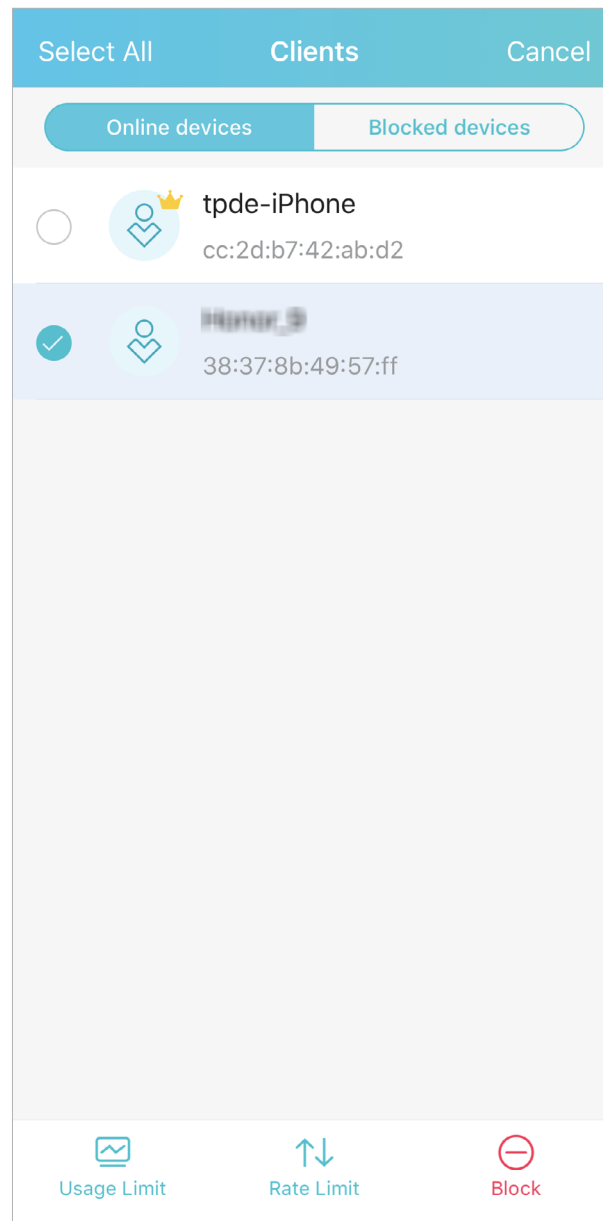 Select All Clients Cancel
Online devices Blocked devices
tpde-iPhone
cc:2d:b7:42:ab:d2
38:37:8b:49:57:ff
Usage Limit Rate Limit Block